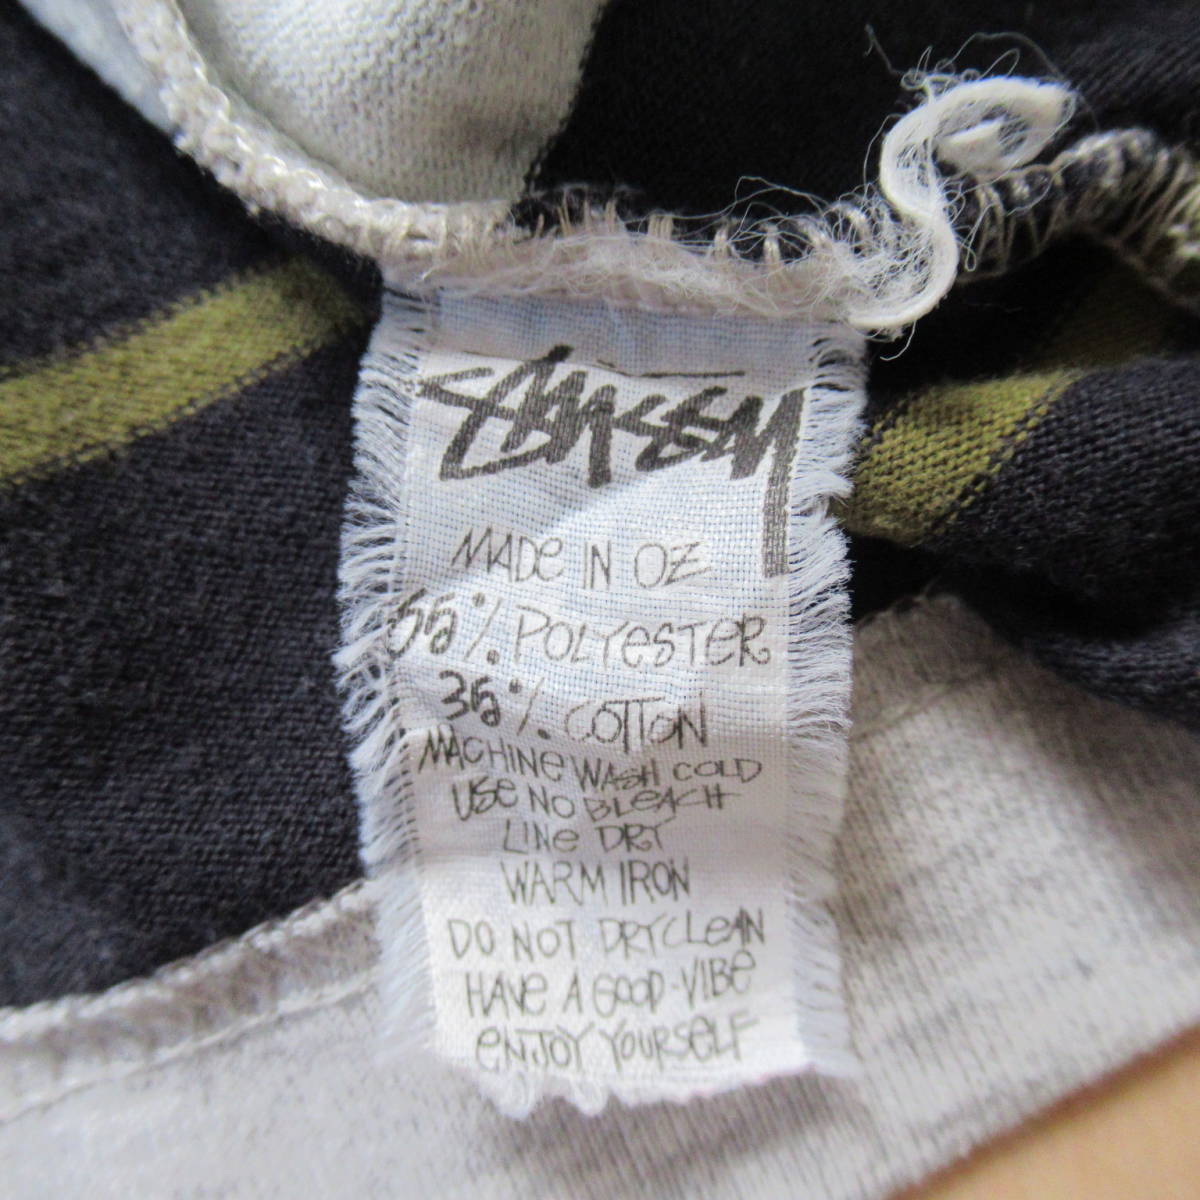 STÜSSY
MADE IN OZ
65% POLYESTER
35% COTTON
MACHINE WASH COLD
USE NO BLEACH
LINE DRY
WARM IRON
DO NOT DRYCLEAN
HAVE A GOOD-VIBE
ENJOY YOURSELF